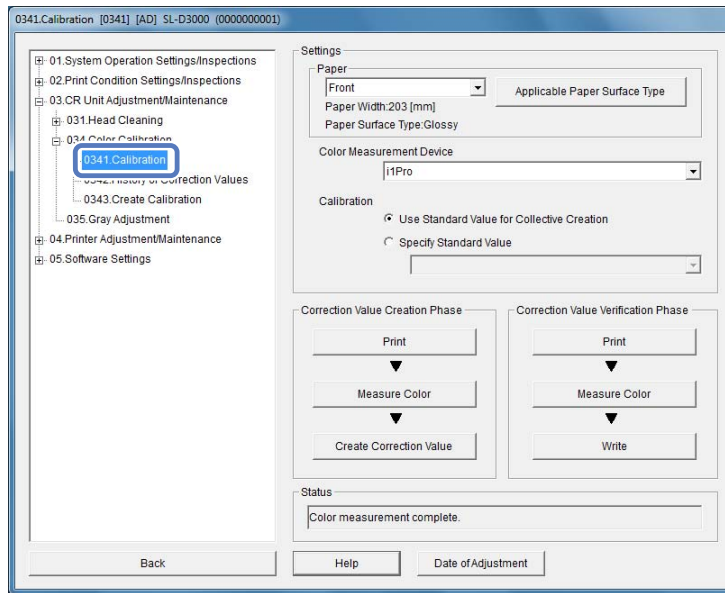 0341.Calibration [0341] [AD] SL-D3000 (0000000001)
01.System Operation Settings/Inspections
02.Print Condition Settings/Inspections
03.CR Unit Adjustment/Maintenance
031.Head Cleaning
034.Color Calibration
0341.Calibration
0342.History of Correction Values
0343.Create Calibration
035.Gray Adjustment
04.Printer Adjustment/Maintenance
05.Software Settings
Back
Settings
Paper
Front
Applicable Paper Surface Type
Paper Width:203 [mm]
Paper Surface Type:Glossy
Color Measurement Device
i1Pro
Calibration
Use Standard Value for Collective Creation
Specify Standard Value
Correction Value Creation Phase
Print
Measure Color
Create Correction Value
Correction Value Verification Phase
Print
Measure Color
Write
Status
Color measurement complete.
Help
Date of Adjustment